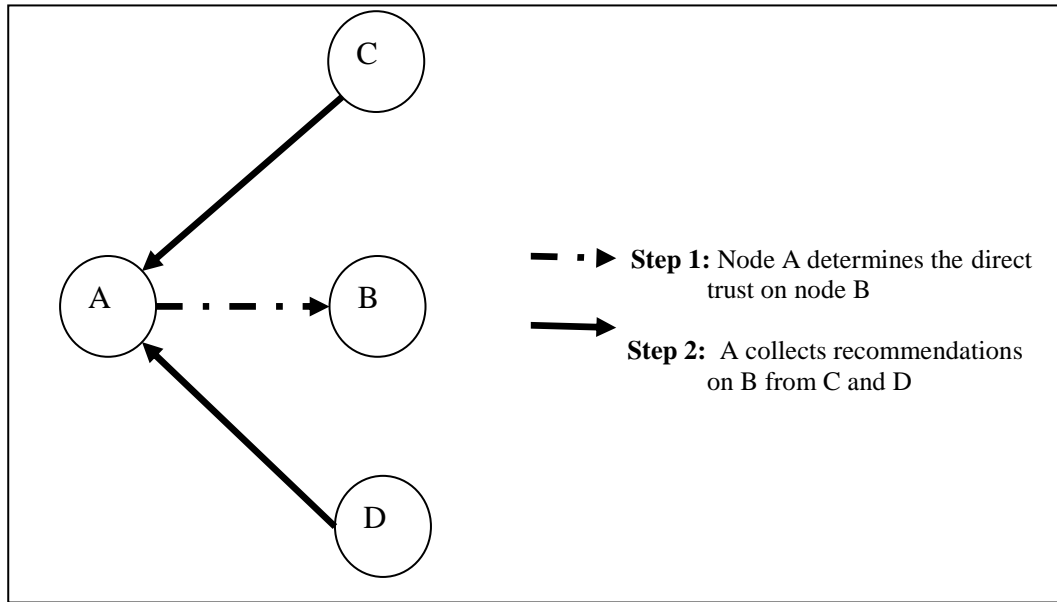 C
A
B
D
Step 1: Node A determines the direct
trust on node B
Step 2: A collects recommendations
on B from C and D